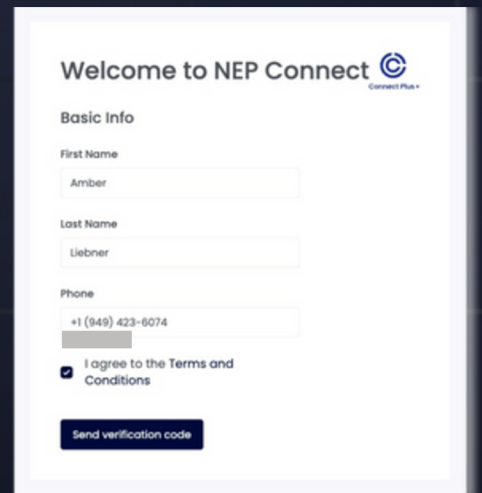 Welcome to NEP Connect
Connect Plus+
Basic Info
First Name
Amber
Last Name
Liebner
Phone
+1 (949) 423-6074
I agree to the Terms and
Conditions
Send verification code